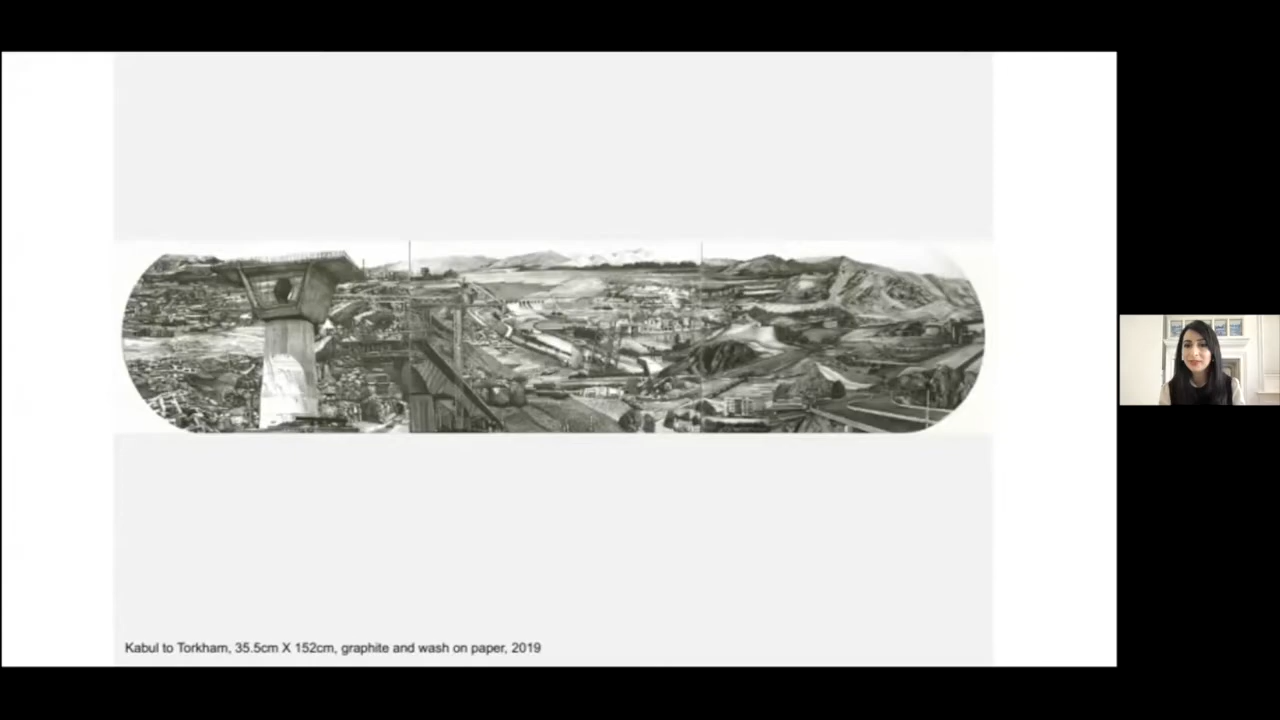 Kabul to Torkham, 35.5cm X 152cm, graphite and wash on paper, 2019